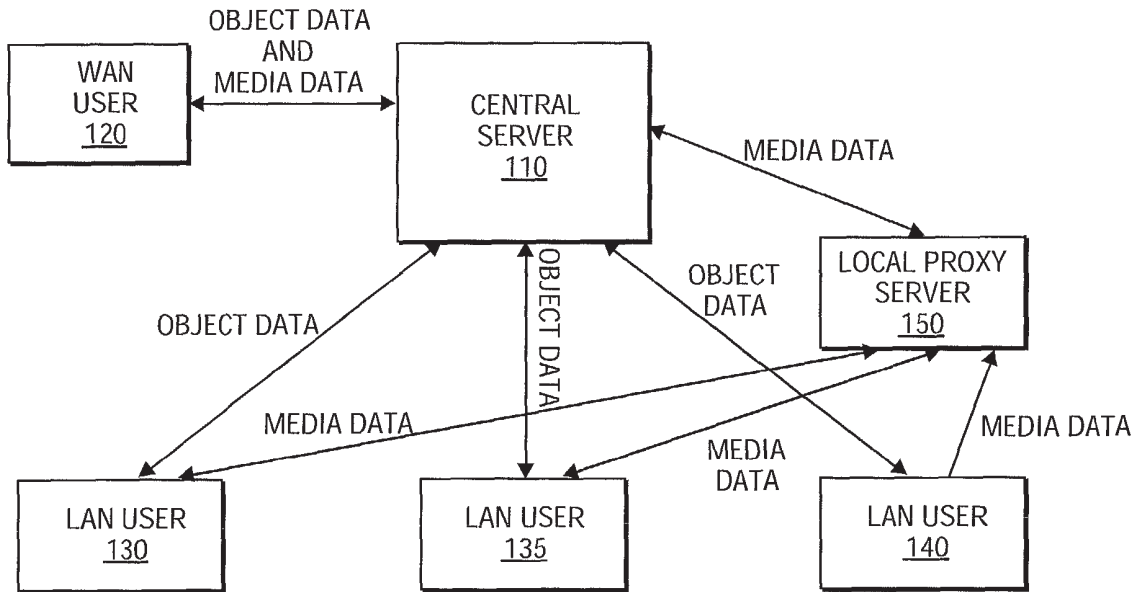 OBJECT DATA
AND
MEDIA DATA
WAN
USER
120
CENTRAL
SERVER
110
MEDIA DATA
LOCAL PROXY
SERVER
150
OBJECT DATA
OBJECT DATA
OBJECT
DATA
MEDIA DATA
MEDIA
DATA
MEDIA DATA
LAN USER
130
LAN USER
135
LAN USER
140